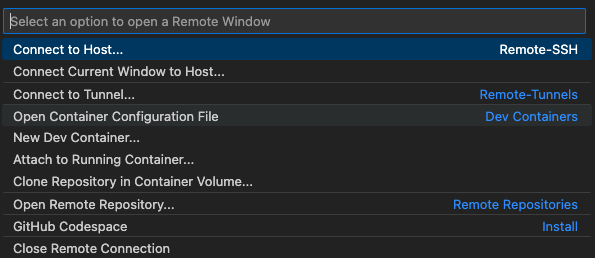 Select an option to open a Remote Window
Connect to Host... Remote-SSH
Connect Current Window to Host...
Connect to Tunnel... Remote-Tunnels
Open Container Configuration File Dev Containers
New Dev Container...
Attach to Running Container...
Clone Repository in Container Volume...
Open Remote Repository... Remote Repositories
GitHub Codespace Install
Close Remote Connection